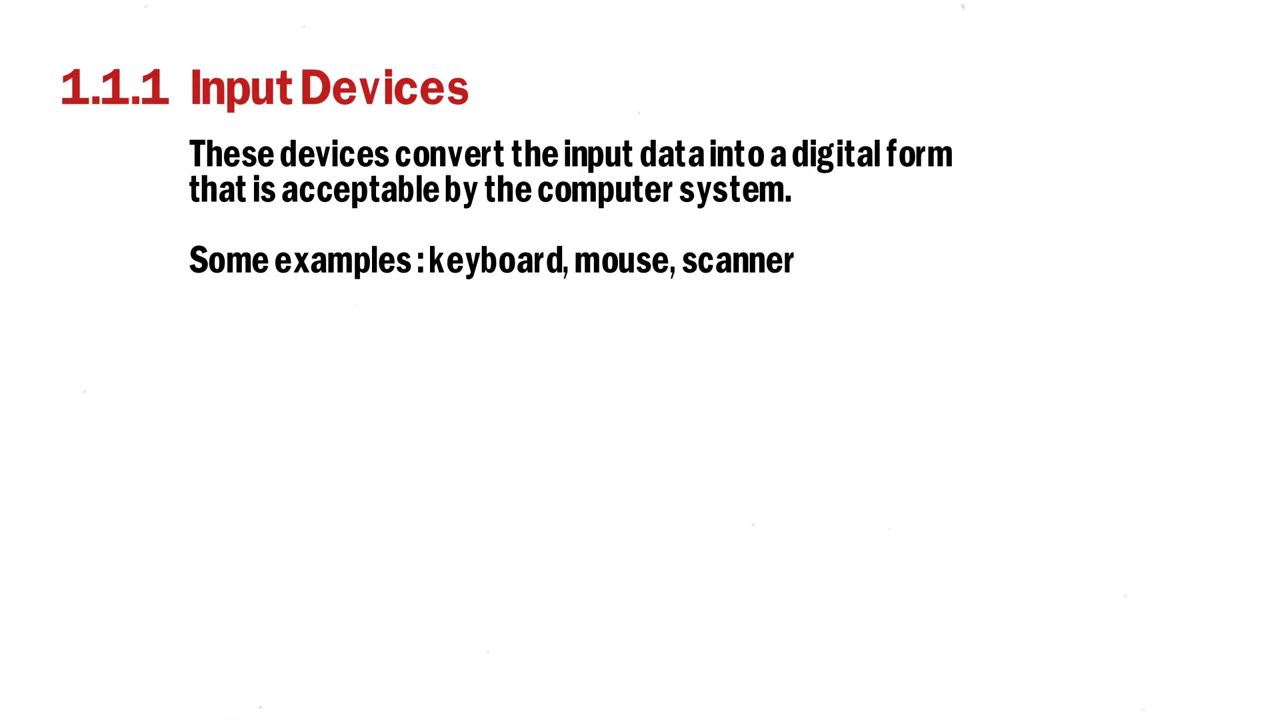 1.1.1 Input Devices
These devices convert the input data into a digital form
that is acceptable by the computer system.
Some examples : keyboard, mouse, scanner